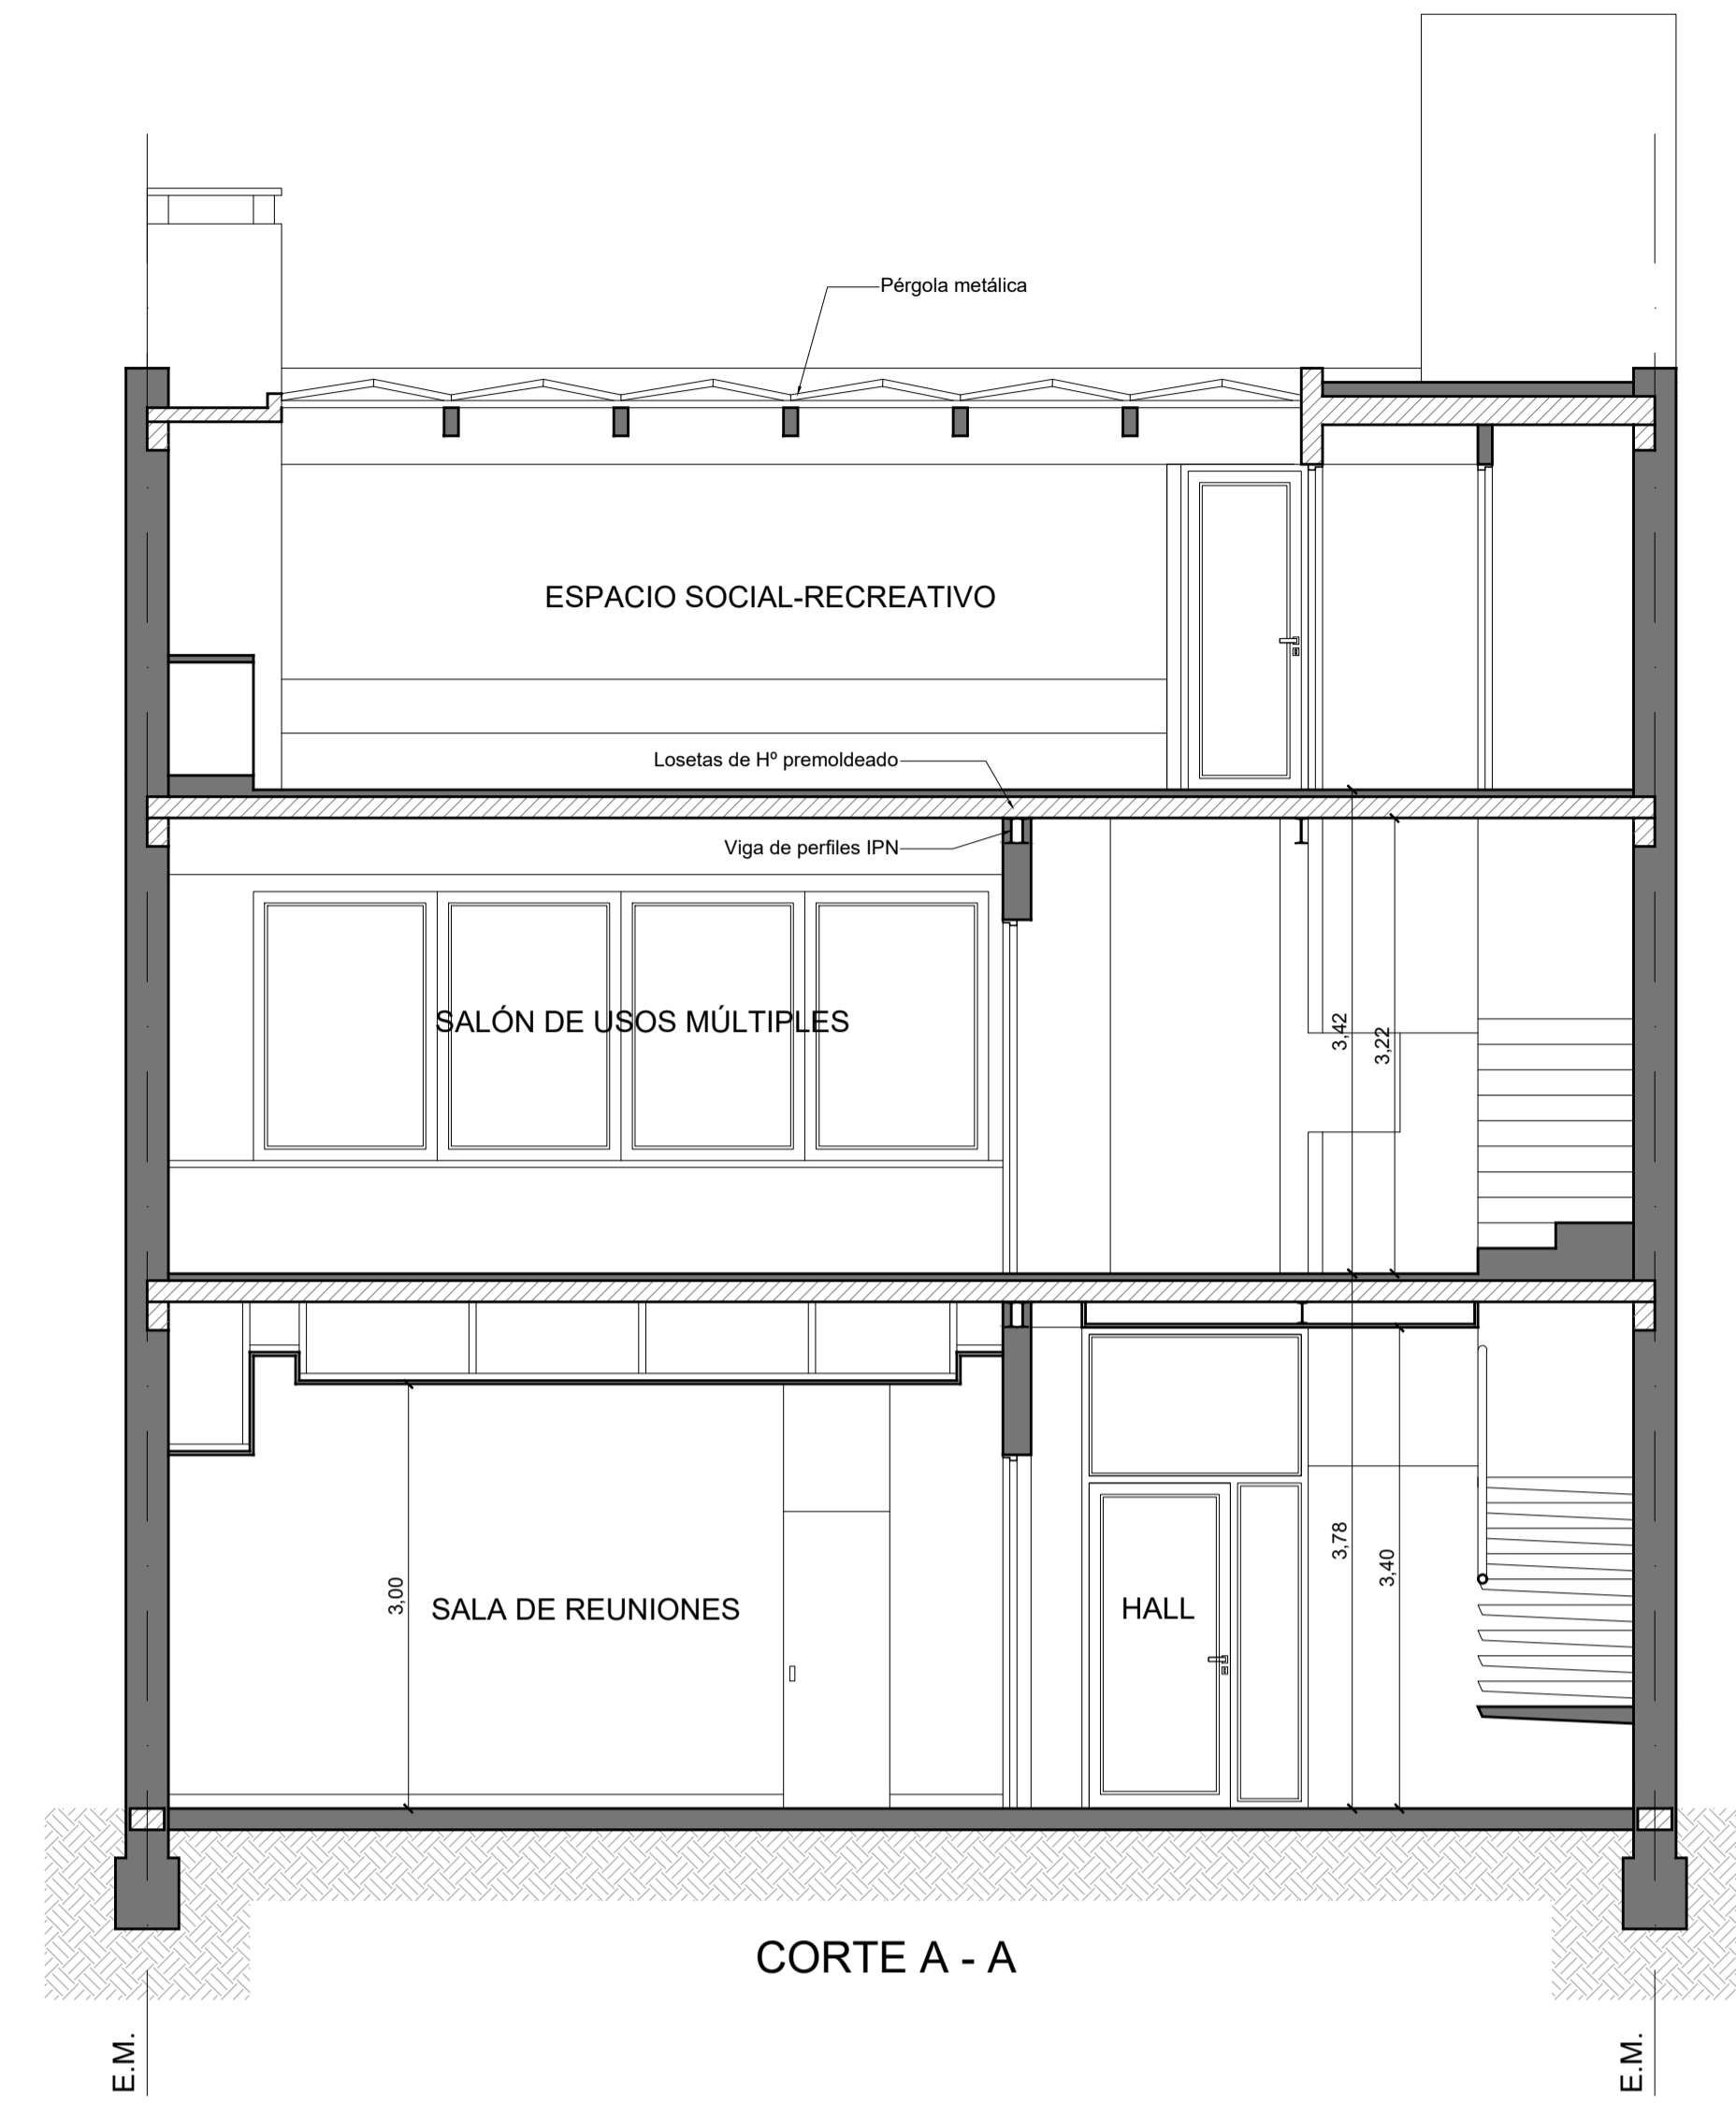 Pérgola metálica
ESPACIO SOCIAL-RECREATIVO
Losetas de Hº premoldeado
Viga de perfiles IPN
SALÓN DE USOS MÚLTIPLES
3,42
3,22
3,78
3,40
3,00
SALA DE REUNIONES
HALL
CORTE A - A
E.M.
E.M.